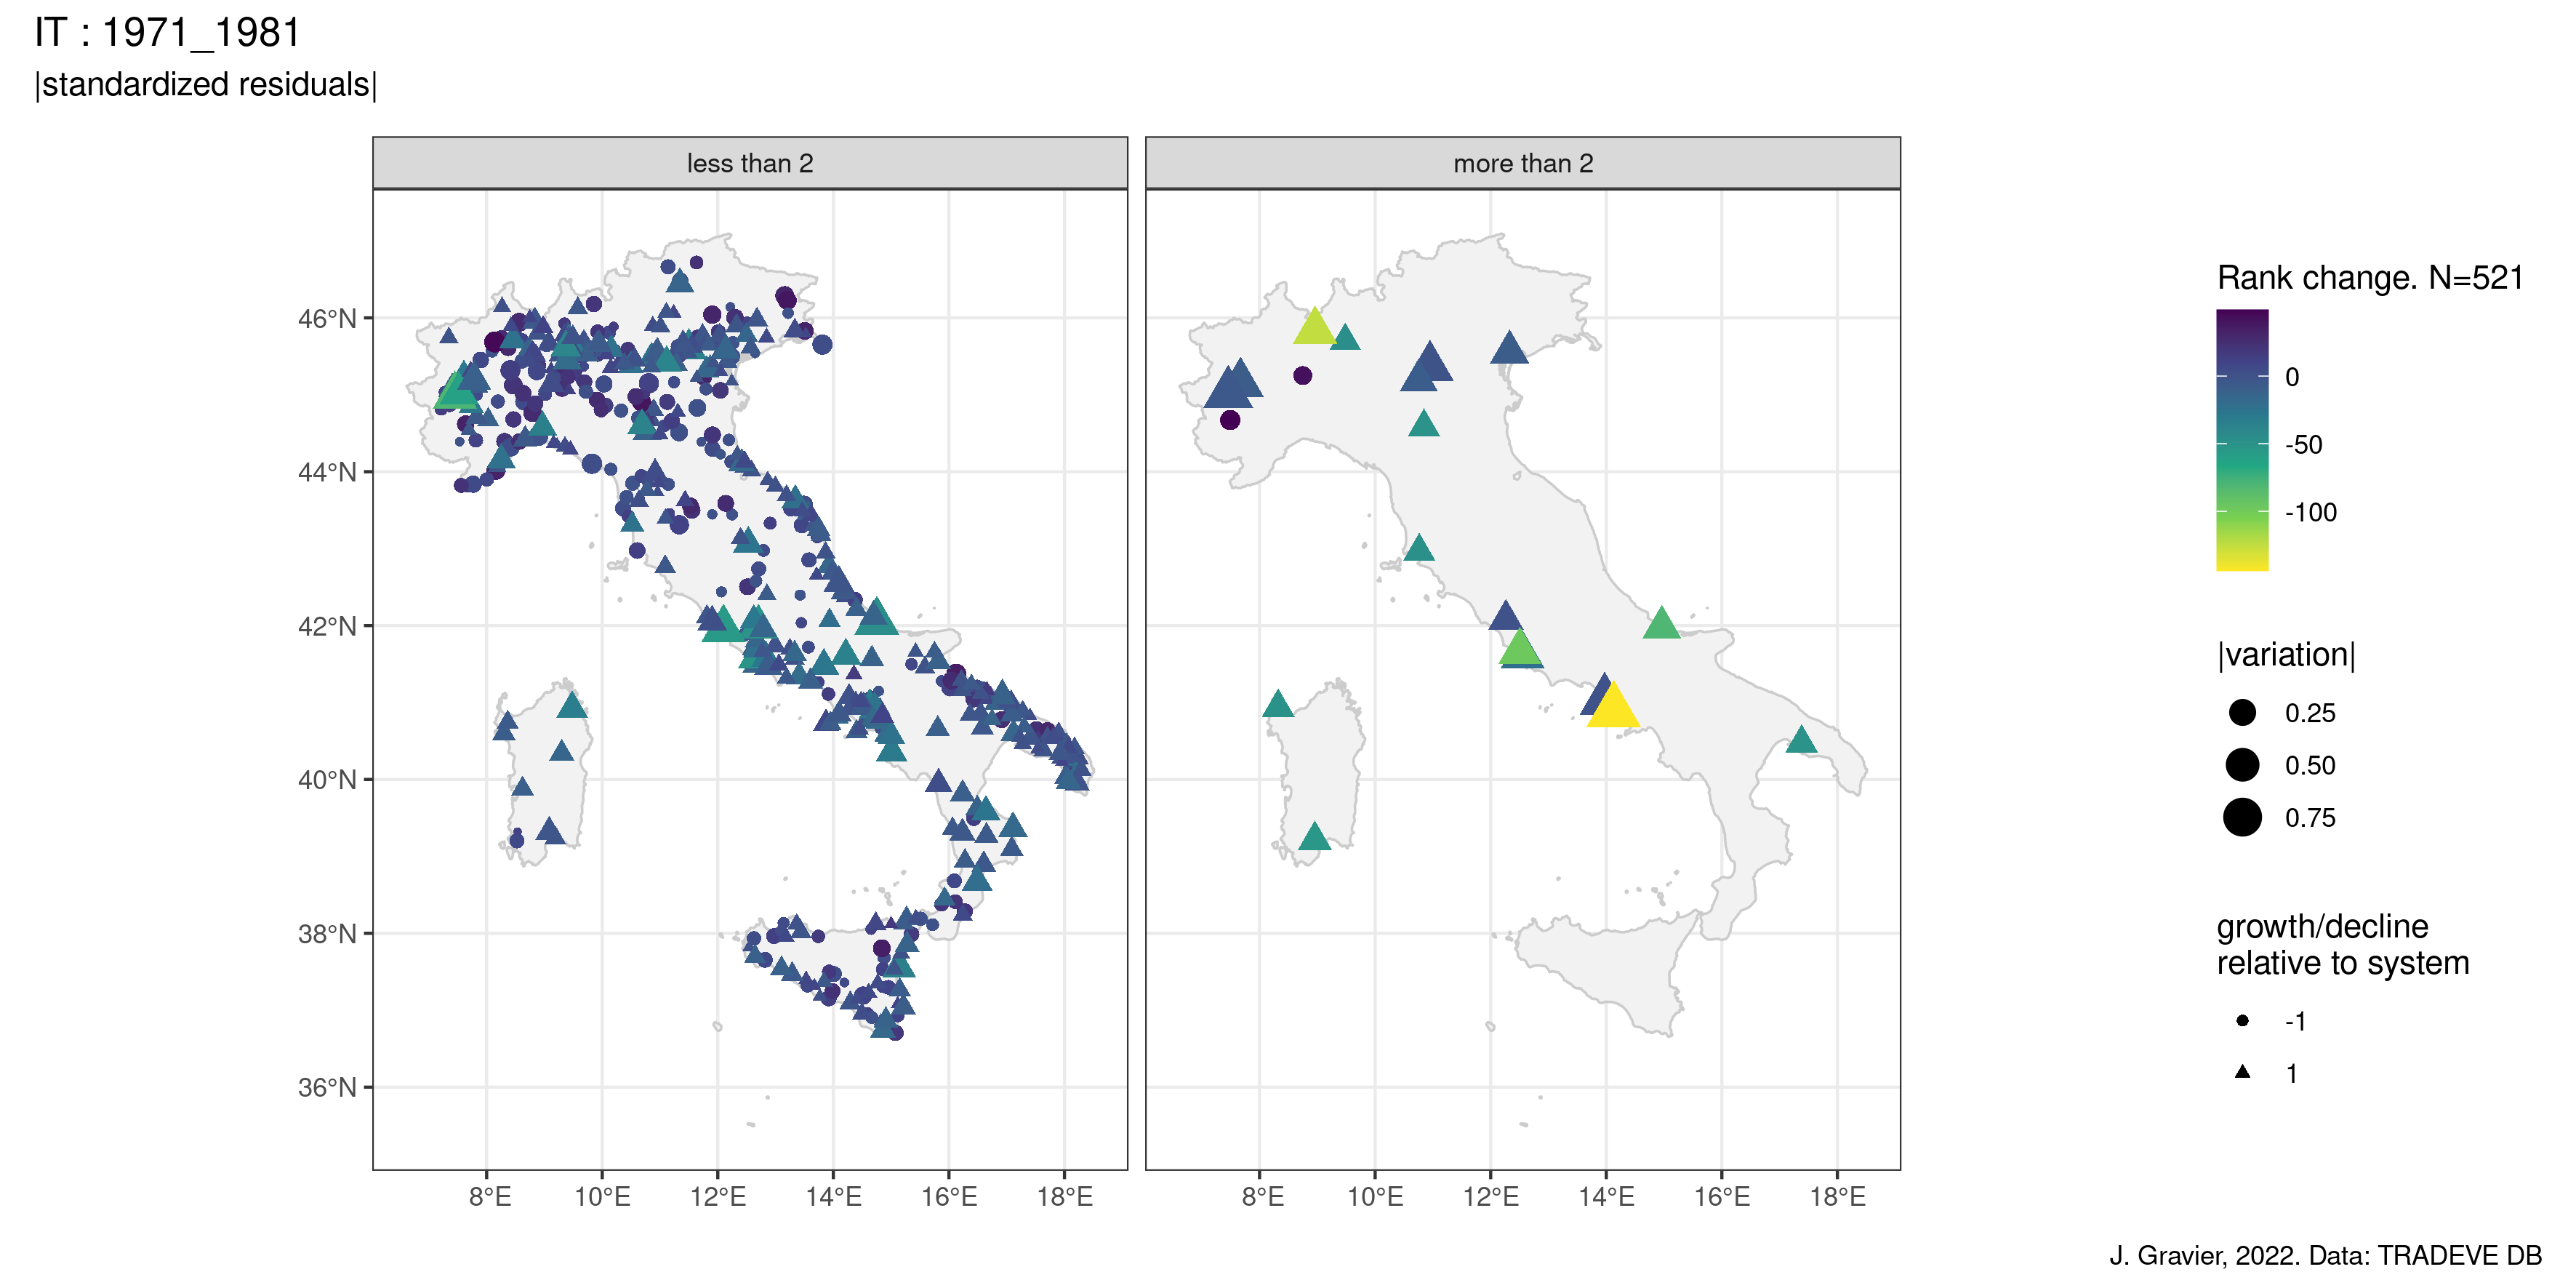 IT : 1971_1981
|standardized residuals|
less than 2
more than 2
46°N
44°N
42°N
40°N
38°N
36°N
8°E 10°E 12°E 14°E 16°E 18°E
8°E 10°E 12°E 14°E 16°E 18°E
Rank change. N=521
0
-50
-100
|variation|
0.25
0.50
0.75
growth/decline
relative to system
-1
1
J. Gravier, 2022. Data: TRADEVE DB